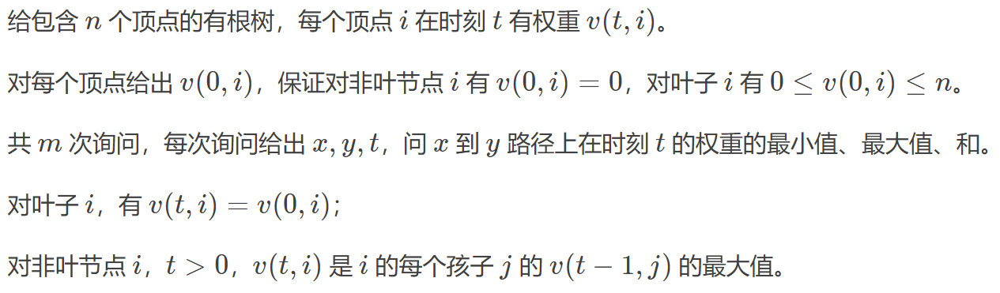 给包含 n 个顶点的有根树，每个顶点 i 在时刻 t 有权重 v(t, i)。
对每个顶点给出 v(0, i)，保证对非叶节点 i 有 v(0, i) = 0，对叶子 i 有 0 ≤ v(0, i) ≤ n。
共 m 次询问，每次询问给出 x, y, t，问 x 到 y 路径上在时刻 t 的权重的最小值、最大值、和。
对叶子 i，有 v(t, i) = v(0, i)；
对非叶节点 i，t > 0，v(t, i) 是 i 的每个孩子 j 的 v(t − 1, j) 的最大值。